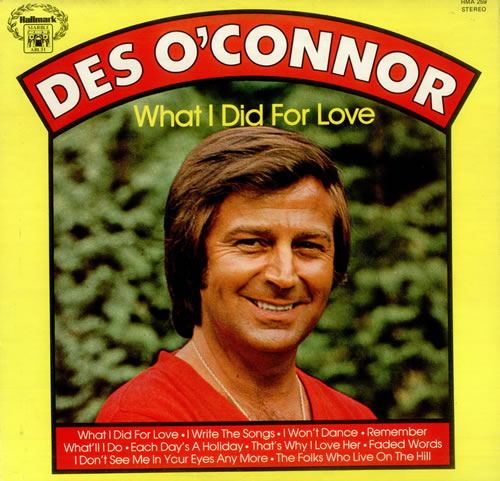 Hallmark
MARBLE
ARCH
HMA 259
STEREO
DES O'CONNOR
What I Did For Love
What I Did For Love • I Write The Songs • I Won't Dance • Remember
What'll I Do • Each Day's A Holiday • That's Why I Love Her • Faded Words
I Don't See Me In Your Eyes Any More • The Folks Who Live On The Hill